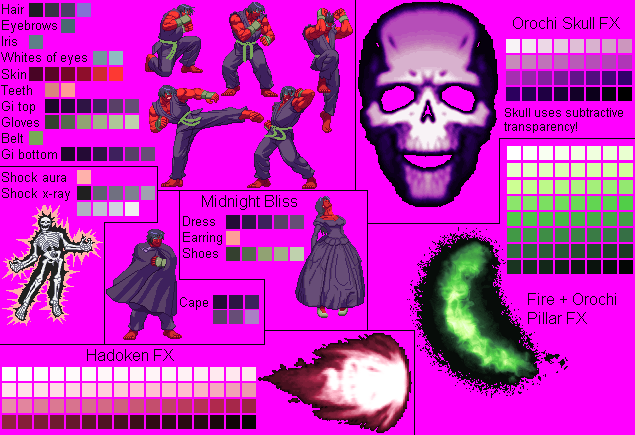 Hair
Eyebrows
Iris
Whites of eyes
Skin
Teeth
Gi top
Gloves
Belt
Gi bottom
Shock aura
Shock x-ray
Midnight Bliss
Dress
Earring
Shoes
Cape
Hadoken FX
Orochi Skull FX
Skull uses subtractive
transparency!
Fire + Orochi
Pillar FX